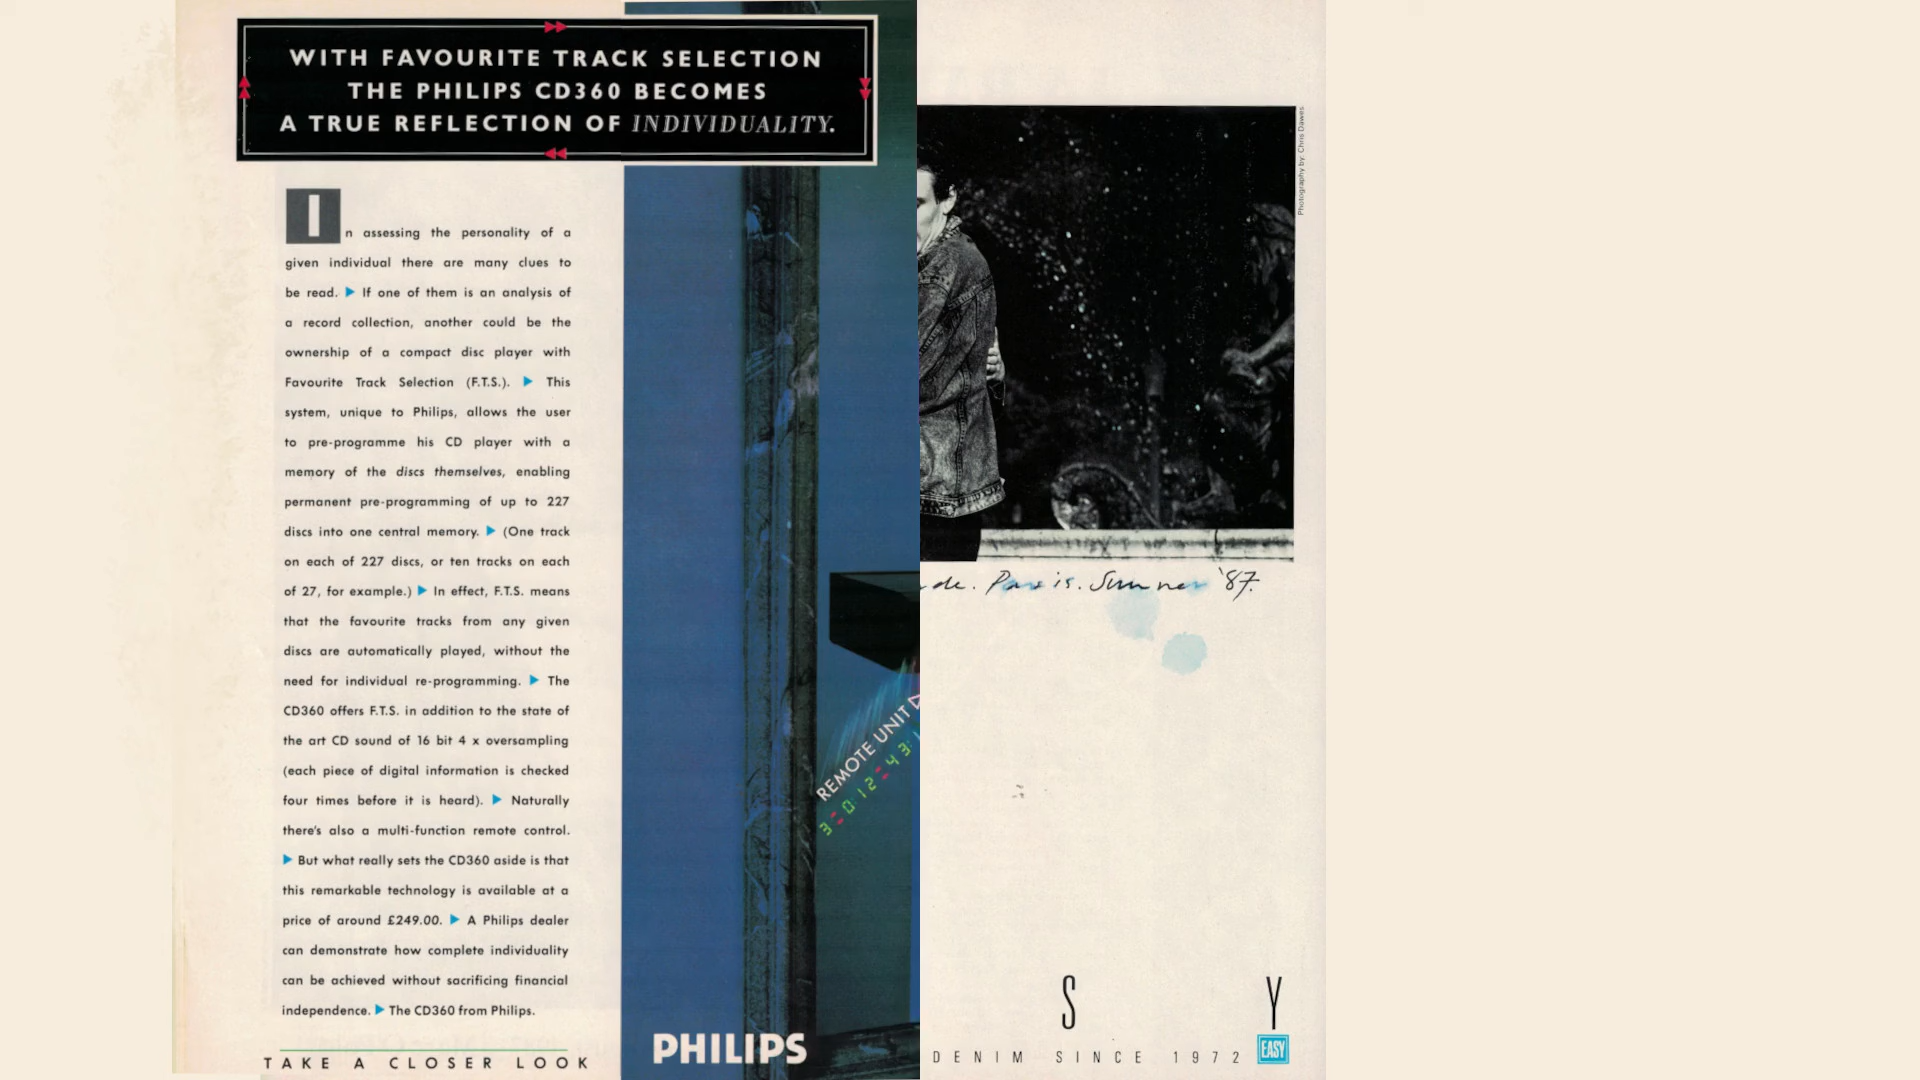 WITH FAVOURITE TRACK SELECTION
THE PHILIPS CD360 BECOMES
A TRUE REFLECTION OF INDIVIDUALITY.
In assessing the personality of a
given individual there are many clues to
be read. ▶ If one of them is an analysis of
a record collection, another could be the
ownership of a compact disc player with
Favourite Track Selection (F.T.S.). ▶ This
system, unique to Philips, allows the user
to pre-programme his CD player with a
memory of the discs themselves, enabling
permanent pre-programming of up to 227
discs into one central memory. ▶ (One track
on each of 227 discs, or ten tracks on each
of 27, for example.) ▶ In effect, F.T.S. means
that the favourite tracks from any given
discs are automatically played, without the
need for individual re-programming. ▶ The
CD360 offers F.T.S. in addition to the state of
the art CD sound of 16 bit 4 x oversampling
(each piece of digital information is checked
four times before it is heard). ▶ Naturally
there's also a multi-function remote control.
▶ But what really sets the CD360 aside is that
this remarkable technology is available at a
price of around £249.00. ▶ A Philips dealer
can demonstrate how complete individuality
can be achieved without sacrificing financial
independence. ▶ The CD360 from Philips.
TAKE A CLOSER LOOK
REMOTE UNIT
PHILIPS
Photography by: Chris Dawes
de. Paris. Summer '87.
S Y
DENIM SINCE 1972
EASY